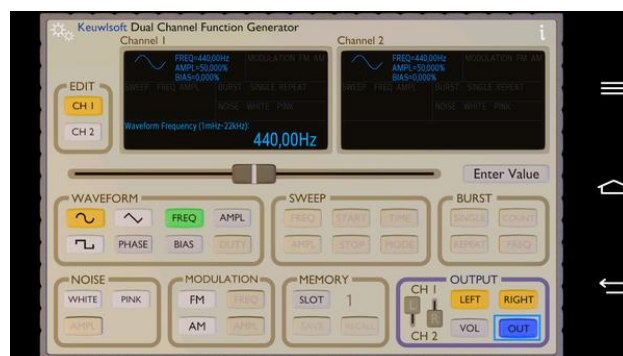 Keuwlsoft Dual Channel Function Generator
i
Channel 1
Channel 2
FREQ=440,00Hz
AMPL=50,000%
BIAS=0,000%
MODULATION FM AM
SWEEP FREQ AMPL
BURST SINGLE REPEAT
NOISE WHITE PINK
Waveform Frequency (1mHz-22kHz):
440,00Hz
FREQ=440,00Hz
AMPL=50,000%
BIAS=0,000%
MODULATION FM AM
SWEEP FREQ AMPL
BURST SINGLE REPEAT
NOISE WHITE PINK
EDIT
CH 1
CH 2
Enter Value
WAVEFORM
FREQ
AMPL
PHASE
BIAS
DUTY
SWEEP
FREQ
START
TIME
AMPL
STOP
MODE
BURST
SINGLE
COUNT
REPEAT
FREQ
NOISE
WHITE
PINK
AMPL
MODULATION
FM
FREQ
AM
AMPL
MEMORY
SLOT
1
SAVE
RECALL
OUTPUT
CH 1
L
R
CH 2
LEFT
RIGHT
VOL
OUT